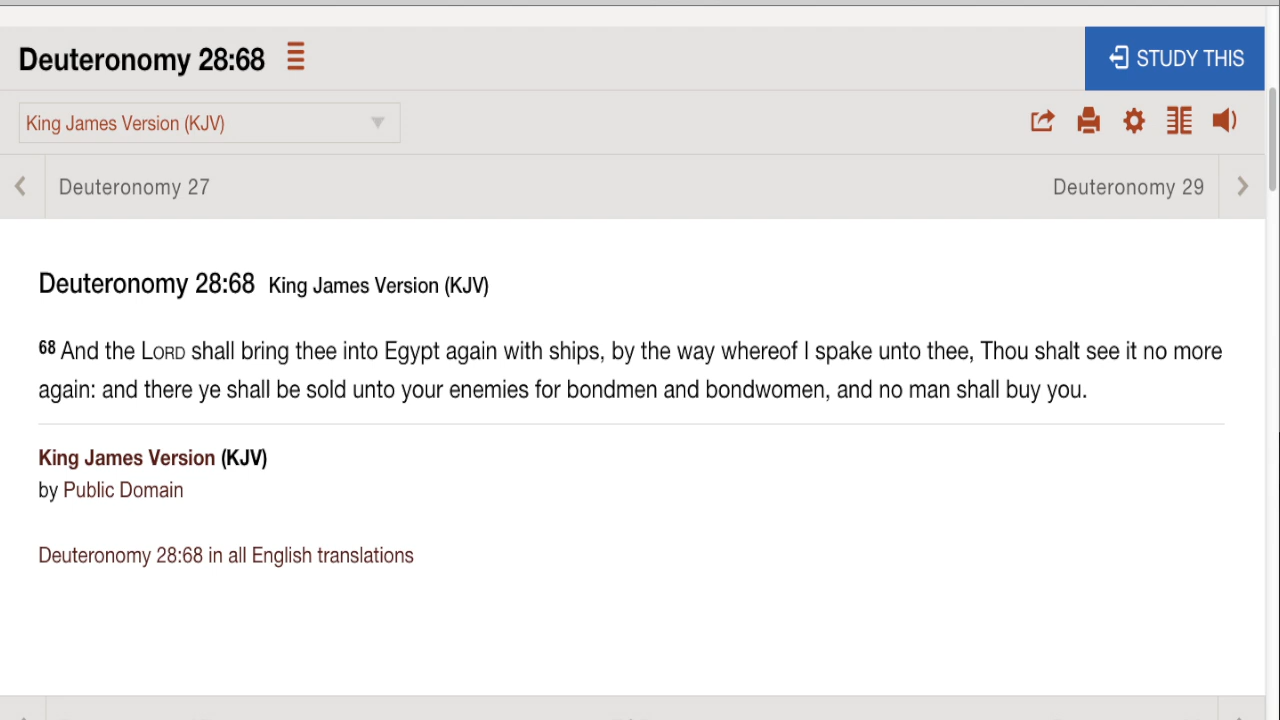 Deuteronomy 28:68
STUDY THIS
King James Version (KJV)
Deuteronomy 27
Deuteronomy 29
Deuteronomy 28:68 King James Version (KJV)
68 And the LORD shall bring thee into Egypt again with ships, by the way whereof I spake unto thee, Thou shalt see it no more
again: and there ye shall be sold unto your enemies for bondmen and bondwomen, and no man shall buy you.
King James Version (KJV)
by Public Domain
Deuteronomy 28:68 in all English translations